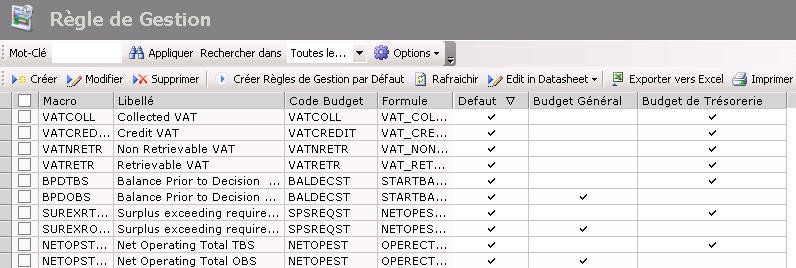 Règle de Gestion
Mot-Clé Appliquer Rechercher dans Toutes le... Options
Créer Modifier Supprimer Créer Règles de Gestion par Défaut Rafraichir Edit in Datasheet Exporter vers Excel Imprimer
Macro Libellé Code Budget Formule Defaut Budget Général Budget de Trésorerie
VATCOLL Collected VAT VATCOLL VAT_COL...
VATCRED... Credit VAT VATCREDIT VAT_CRE...
VATNRETR Non Retrievable VAT VATNRETR VAT_NON...
VATRETR Retrievable VAT VATRETR VAT_RET...
BPDTBS Balance Prior to Decision ... BALDECST STARTBA...
BPDOBS Balance Prior to Decision ... BALDECST STARTBA...
SUREXRT... Surplus exceeding require... SPSREQST NETOPES...
SUREXRO... Surplus exceeding require... SPSREQST NETOPES...
NETOPST... Net Operating Total TBS NETOPEST OPERECT...
NETOPST... Net Operating Total OBS NETOPEST OPERECT...